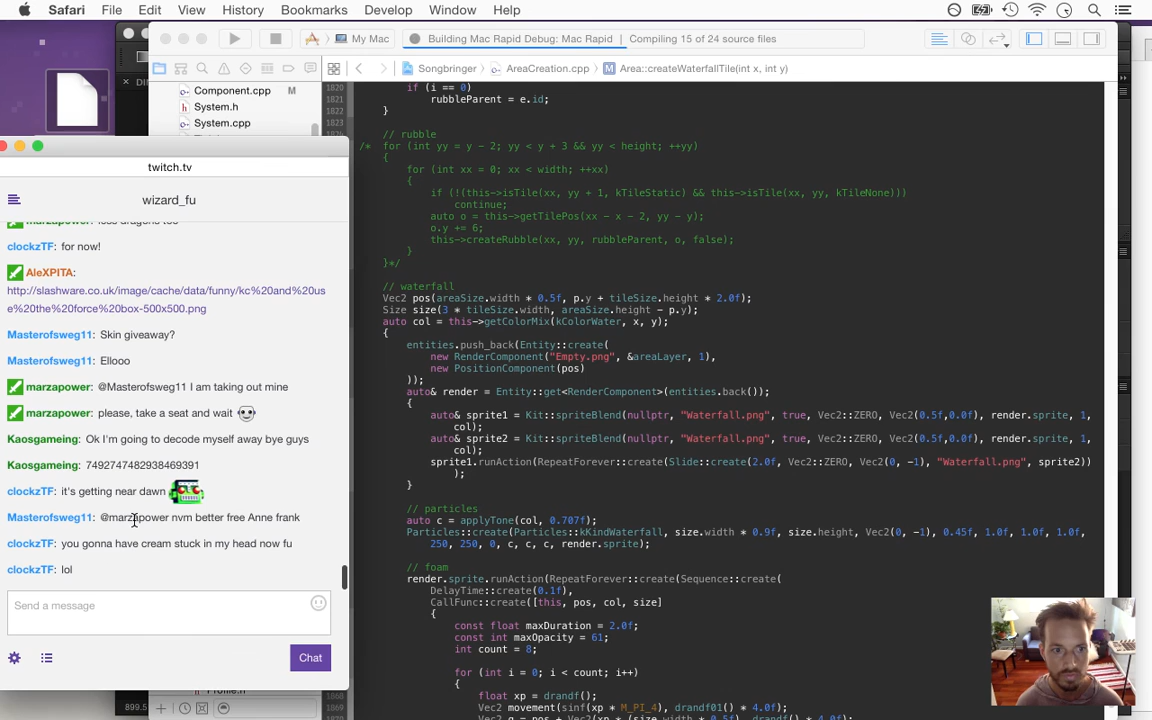 Safari File Edit View History Bookmarks Develop Window Help
My Mac
Building Mac Rapid Debug: Mac Rapid | Compiling 15 of 24 source files
Songbringer AreaCreation.cpp M Area::createWaterfallTile(int x, int y)
Component.cpp M
System.h
System.cpp
twitch.tv
wizard_fu
clockzTF: for now!
AleXPITA:
http://slashware.co.uk/image/cache/data/funny/kc%20and%20us
e%20the%20force%20box-500x500.png
Masterofsweg11: Skin giveaway?
Masterofsweg11: Ellooo
marzapower: @Masterofsweg11 I am taking out mine
marzapower: please, take a seat and wait
Kaosgameing: Ok I'm going to decode myself away bye guys
Kaosgameing: 7492747482938469391
clockzTF: it's getting near dawn
Masterofsweg11: @marzapower nvm better free Anne frank
clockzTF: you gonna have cream stuck in my head now fu
clockzTF: lol
Send a message
Chat
899.5
1820 if (i == 0)
1821 rubbleParent = e.id;
1822 }
// rubble
/* for (int yy = y - 2; yy < y + 3 && yy < height; ++yy)
{
for (int xx = 0; xx < width; ++xx)
{
if (!(this->isTile(xx, yy + 1, kTileStatic) && this->isTile(xx, yy, kTileNone)))
continue;
auto o = this->getTilePos(xx - x - 2, yy - y);
o.y += 6;
this->createRubble(xx, yy, rubbleParent, o, false);
}
}*/
// waterfall
Vec2 pos(areaSize.width * 0.5f, p.y + tileSize.height * 2.0f);
Size size(3 * tileSize.width, areaSize.height - p.y);
auto col = this->getColorMix(kColorWater, x, y);
{
entities.push_back(Entity::create(
new RenderComponent("Empty.png", &areaLayer, 1),
new PositionComponent(pos)
));
auto& render = Entity::get<RenderComponent>(entities.back());
{
auto& sprite1 = Kit::spriteBlend(nullptr, "Waterfall.png", true, Vec2::ZERO, Vec2(0.5f,0.0f), render.sprite, 1,
col);
auto& sprite2 = Kit::spriteBlend(nullptr, "Waterfall.png", true, Vec2::ZERO, Vec2(0.5f,0.0f), render.sprite, 1,
col);
sprite1.runAction(RepeatForever::create(Slide::create(2.0f, Vec2::ZERO, Vec2(0, -1), "Waterfall.png", sprite2))
);
}
// particles
auto c = applyTone(col, 0.707f);
Particles::create(Particles::kKindWaterfall, size.width * 0.9f, size.height, Vec2(0, -1), 0.45f, 1.0f, 1.0f, 1.0f,
250, 250, 0, c, c, c, render.sprite);
// foam
render.sprite.runAction(RepeatForever::create(Sequence::create(
DelayTime::create(0.1f),
CallFunc::create([this, pos, col, size]
{
const float maxDuration = 2.0f;
const int maxOpacity = 61;
int count = 8;
for (int i = 0; i < count; i++)
{
float xp = drandf();
Vec2 movement(sinf(xp * M_PI_4), drandf01() * 4.0f);